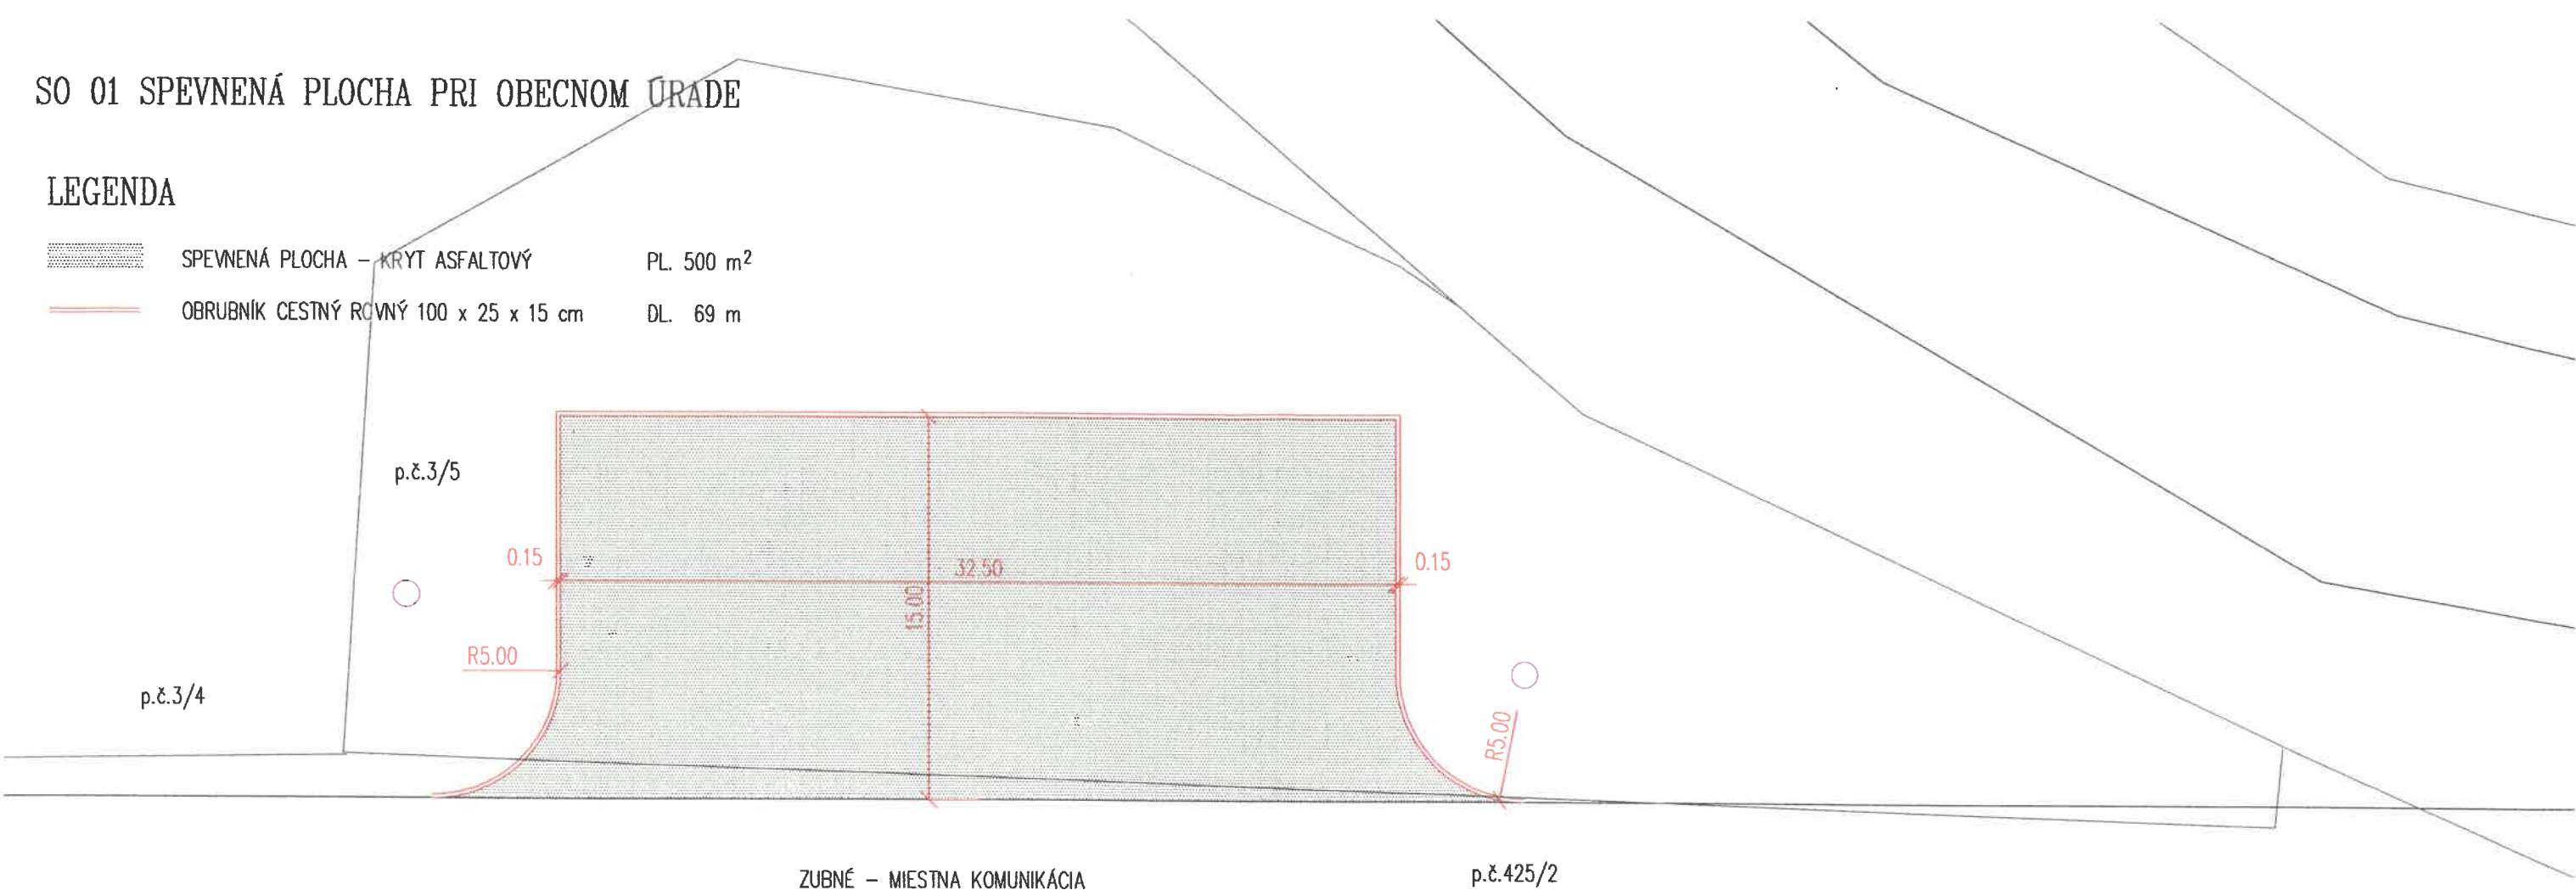 SO 01 SPEVNENÁ PLOCHA PRI OBECNOM ÚRADE
LEGENDA
SPEVNENÁ PLOCHA – KRYT ASFALTOVÝ PL. 500 m²
OBRUBNÍK CESTNÝ ROVNÝ 100 x 25 x 15 cm DL. 69 m
p.č.3/5
0.15
32.50
0.15
15.00
R5.00
p.č.3/4
R5.00
ZUBNÉ – MIESTNA KOMUNIKÁCIA
p.č.425/2